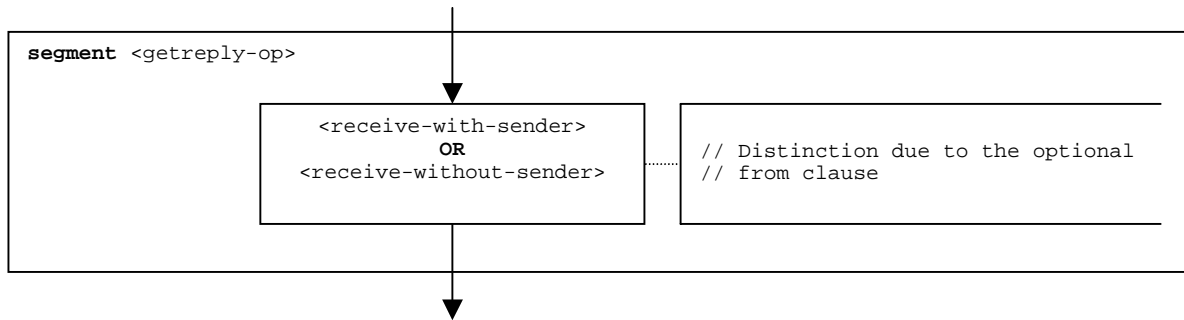 segment <getreply-op>
<receive-with-sender>
OR
<receive-without-sender>
// Distinction due to the optional
// from clause